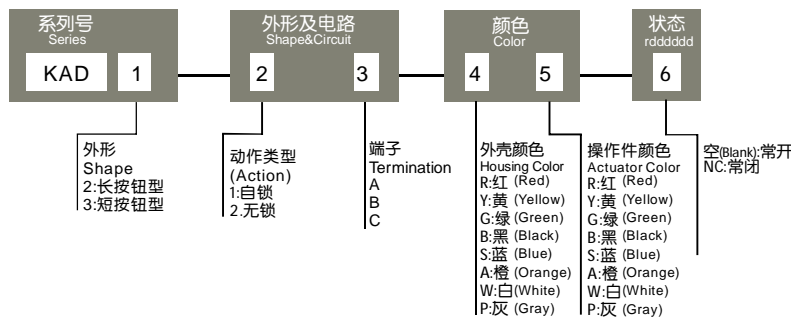 系列号
Series
KAD 1
外形及电路
Shape&Circuit
2 3
颜色
Color
4 5
状态
rdddddd
6
外形
Shape
2:长按钮型
3:短按钮型
动作类型
(Action)
1:自锁
2.无锁
端子
Termination
A
B
C
外壳颜色
Housing Color
R:红 (Red)
Y:黄 (Yellow)
G:绿 (Green)
B:黑 (Black)
S:蓝 (Blue)
A:橙 (Orange)
W:白(White)
P:灰 (Gray)
操作件颜色
Actuator Color
R:红 (Red)
Y:黄 (Yellow)
G:绿 (Green)
B:黑 (Black)
S:蓝 (Blue)
A:橙 (Orange)
W:白(White)
P:灰 (Gray)
空(Blank):常开
NC:常闭